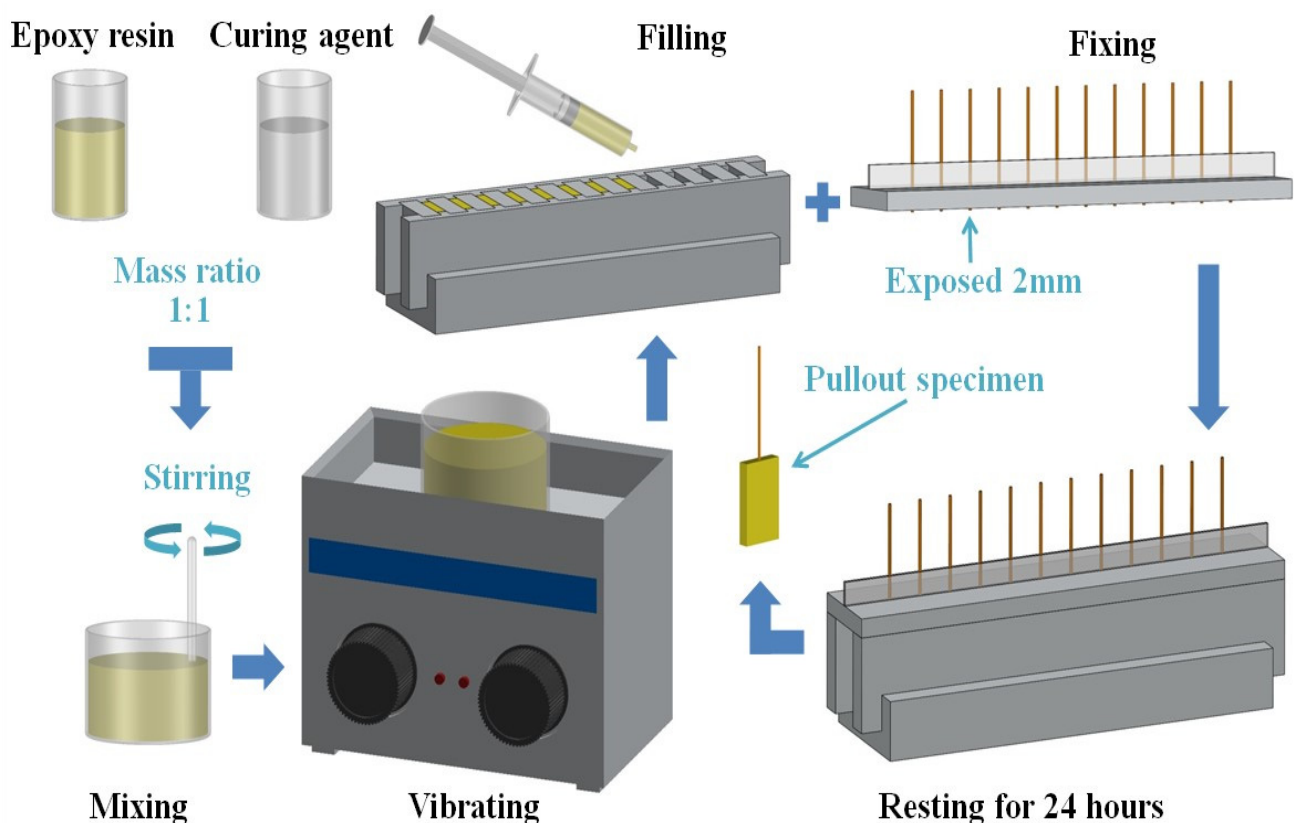 Epoxy resin
Curing agent
Filling
Fixing
Mass ratio
1:1
Exposed 2mm
Pullout specimen
Stirring
Mixing
Vibrating
Resting for 24 hours